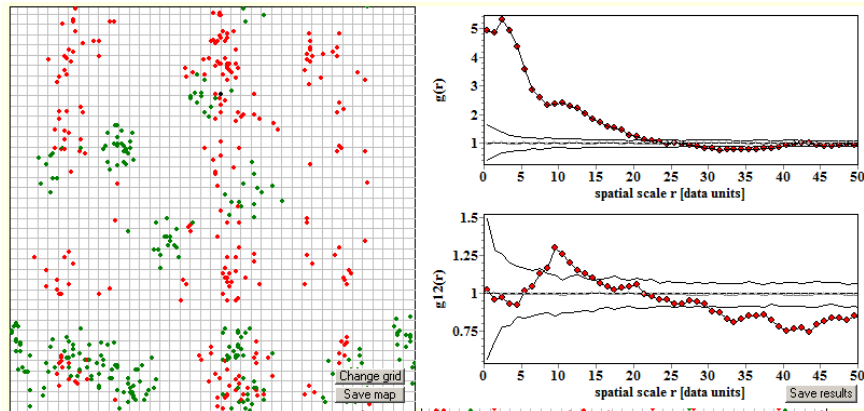 Change grid
Save map
g(r)
5
4
3
2
1
0 5 10 15 20 25 30 35 40 45 50
spatial scale r [data units]
g12(r)
1.5
1.25
1
0.75
0 5 10 15 20 25 30 35 40 45 50
spatial scale r [data units]
Save results